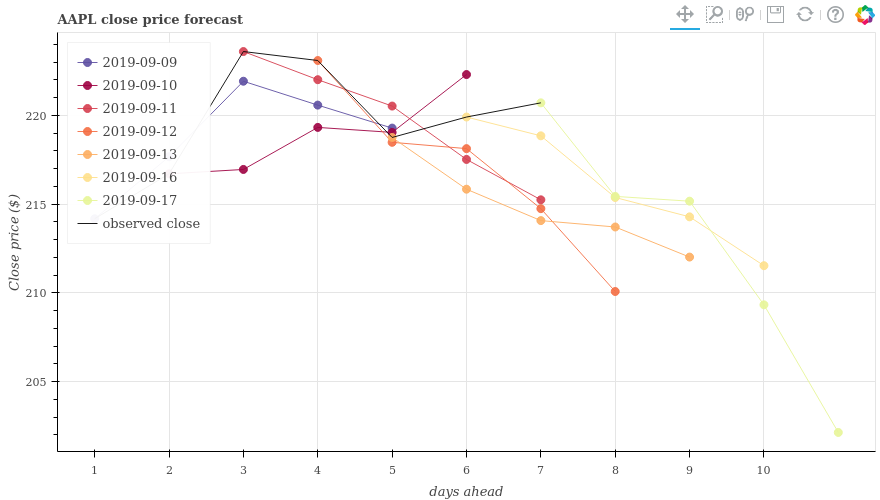 AAPL close price forecast
2019-09-09
2019-09-10
2019-09-11
2019-09-12
2019-09-13
2019-09-16
2019-09-17
observed close
Close price ($)
220
215
210
205
1 2 3 4 5 6 7 8 9 10
days ahead